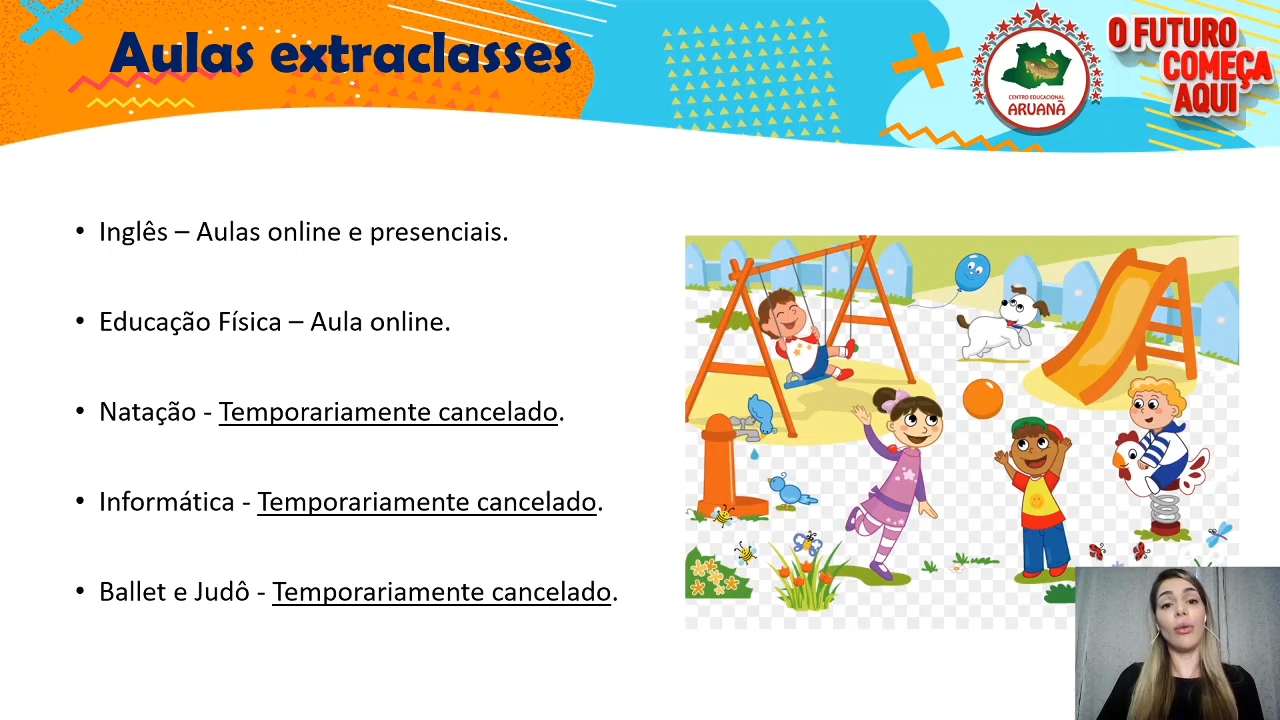 Aulas extraclasses
CENTRO EDUCACIONAL
ARUANÃ
O FUTURO
COMEÇA
AQUI
• Inglês – Aulas online e presenciais.
• Educação Física – Aula online.
• Natação - Temporariamente cancelado.
• Informática - Temporariamente cancelado.
• Ballet e Judô - Temporariamente cancelado.